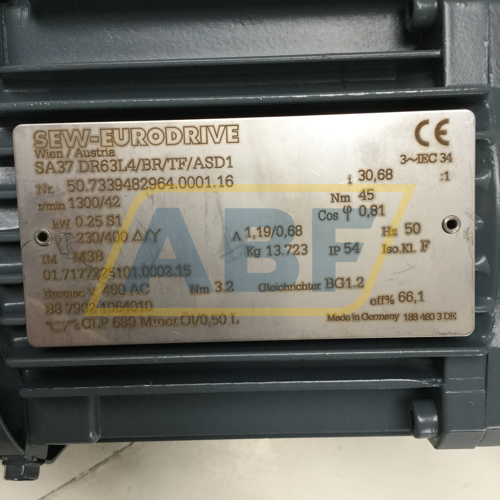 SEW-EURODRIVE CE
Wien / Austria
SA37 DR63L4/BR/TF/ASD1 3~IEC 34
Nr. 50.7339482964.0001.16 i 30,68 :1
r/min 1300/42 Nm 45
kW 0.25 S1 Cos φ 0,81
230/400 Δ/Y A 1,19/0,68 Hz 50
IM M3B Kg 13.723 IP 54 Iso.Kl. F
01.7177225101.0002.15
400 AC Nm 3.2 Gleichrichter BG1.2
eff% 66,1
CLP 680 Miner.Öl/0,50 L Made in Germany 188 460 3 DE
ABF